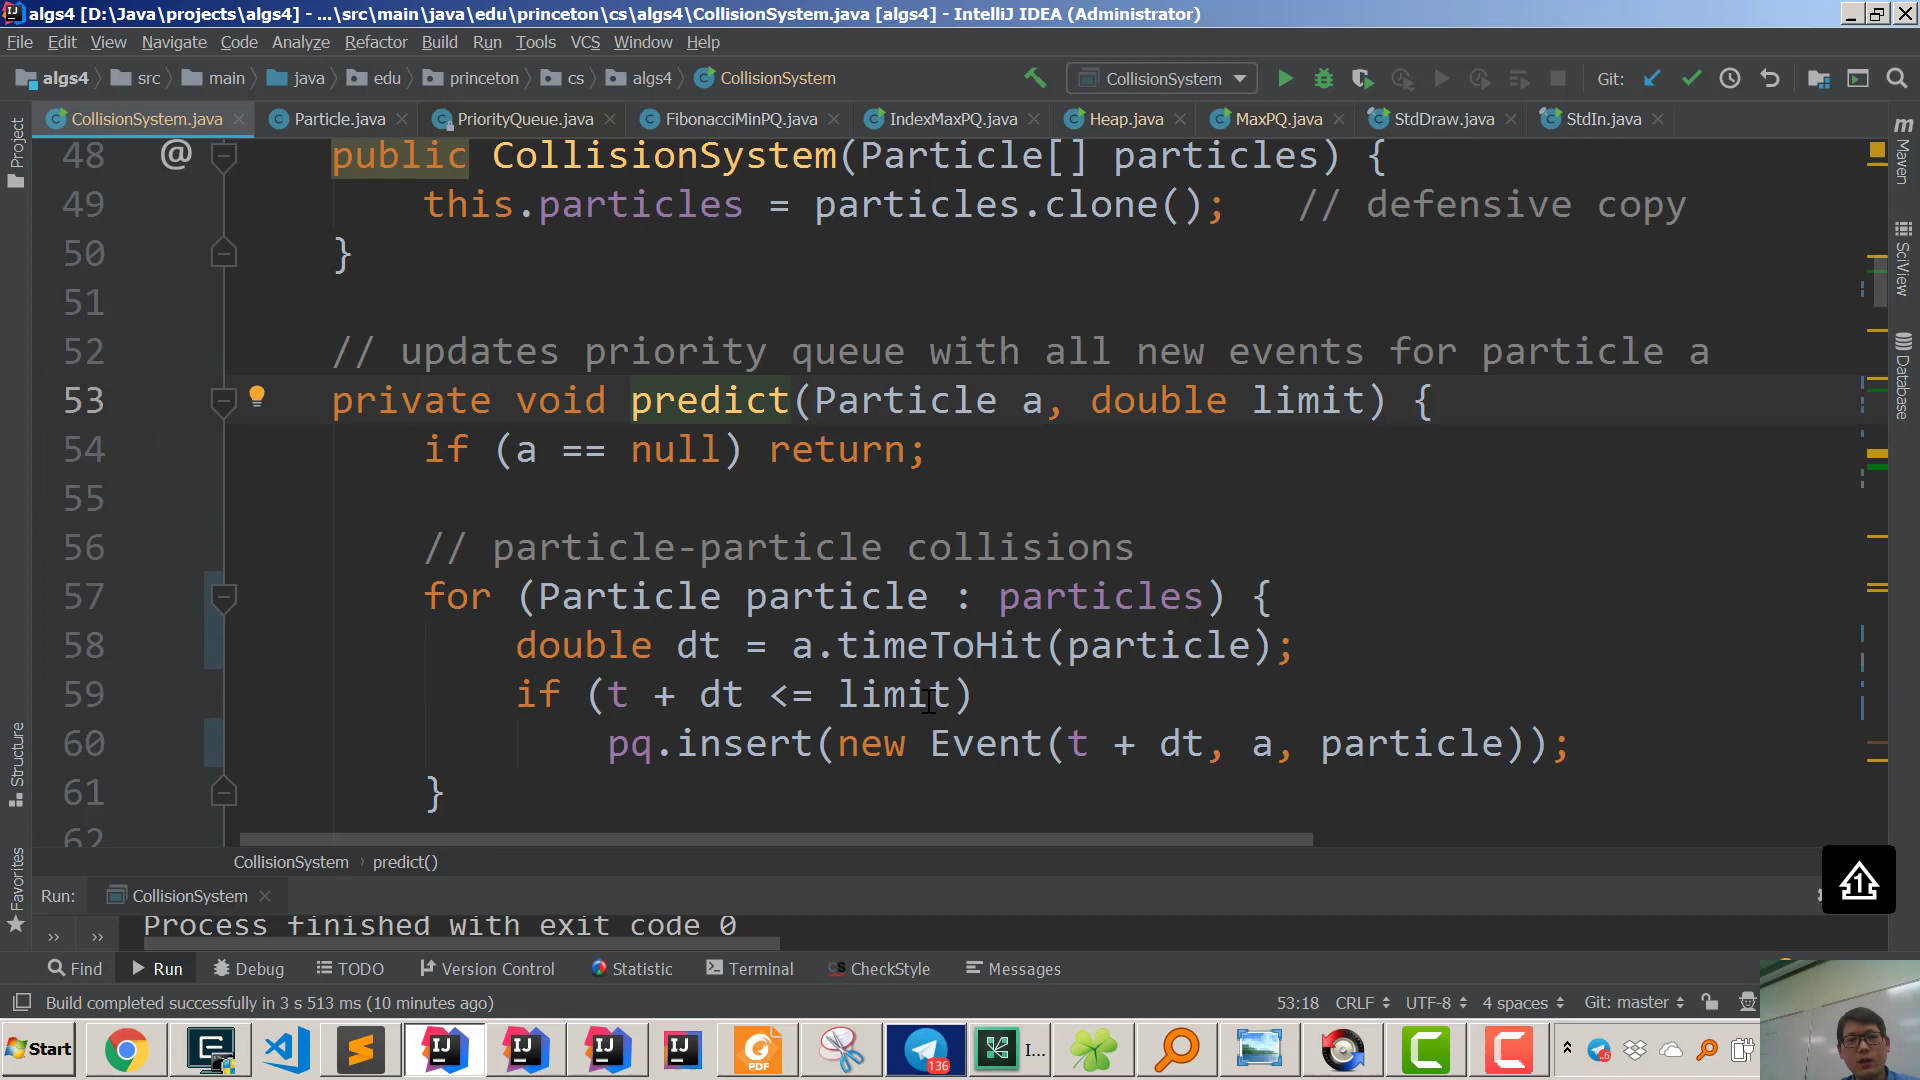 algs4 [D:\Java\projects\algs4] - ...\src\main\java\edu\princeton\cs\algs4\CollisionSystem.java [algs4] - IntelliJ IDEA (Administrator)
File Edit View Navigate Code Analyze Refactor Build Run Tools VCS Window Help
algs4 src main java edu princeton cs algs4 CollisionSystem CollisionSystem Git:
CollisionSystem.java Particle.java PriorityQueue.java FibonacciMinPQ.java IndexMaxPQ.java Heap.java MaxPQ.java StdDraw.java StdIn.java
Project
Structure
Favorites
Maven
SciView
Database
48 @ public CollisionSystem(Particle[] particles) {
49 this.particles = particles.clone();   // defensive copy
50 }
51
52 // updates priority queue with all new events for particle a
53 private void predict(Particle a, double limit) {
54 if (a == null) return;
55
56 // particle-particle collisions
57 for (Particle particle : particles) {
58 double dt = a.timeToHit(particle);
59 if (t + dt <= limit)
60 pq.insert(new Event(t + dt, a, particle));
61 }
62
CollisionSystem › predict()
Run: CollisionSystem
>> >> Process finished with exit code 0
Find Run Debug TODO Version Control Statistic Terminal CheckStyle Messages
Build completed successfully in 3 s 513 ms (10 minutes ago) 53:18 CRLF UTF-8 4 spaces Git: master
Start PDF 136 I...